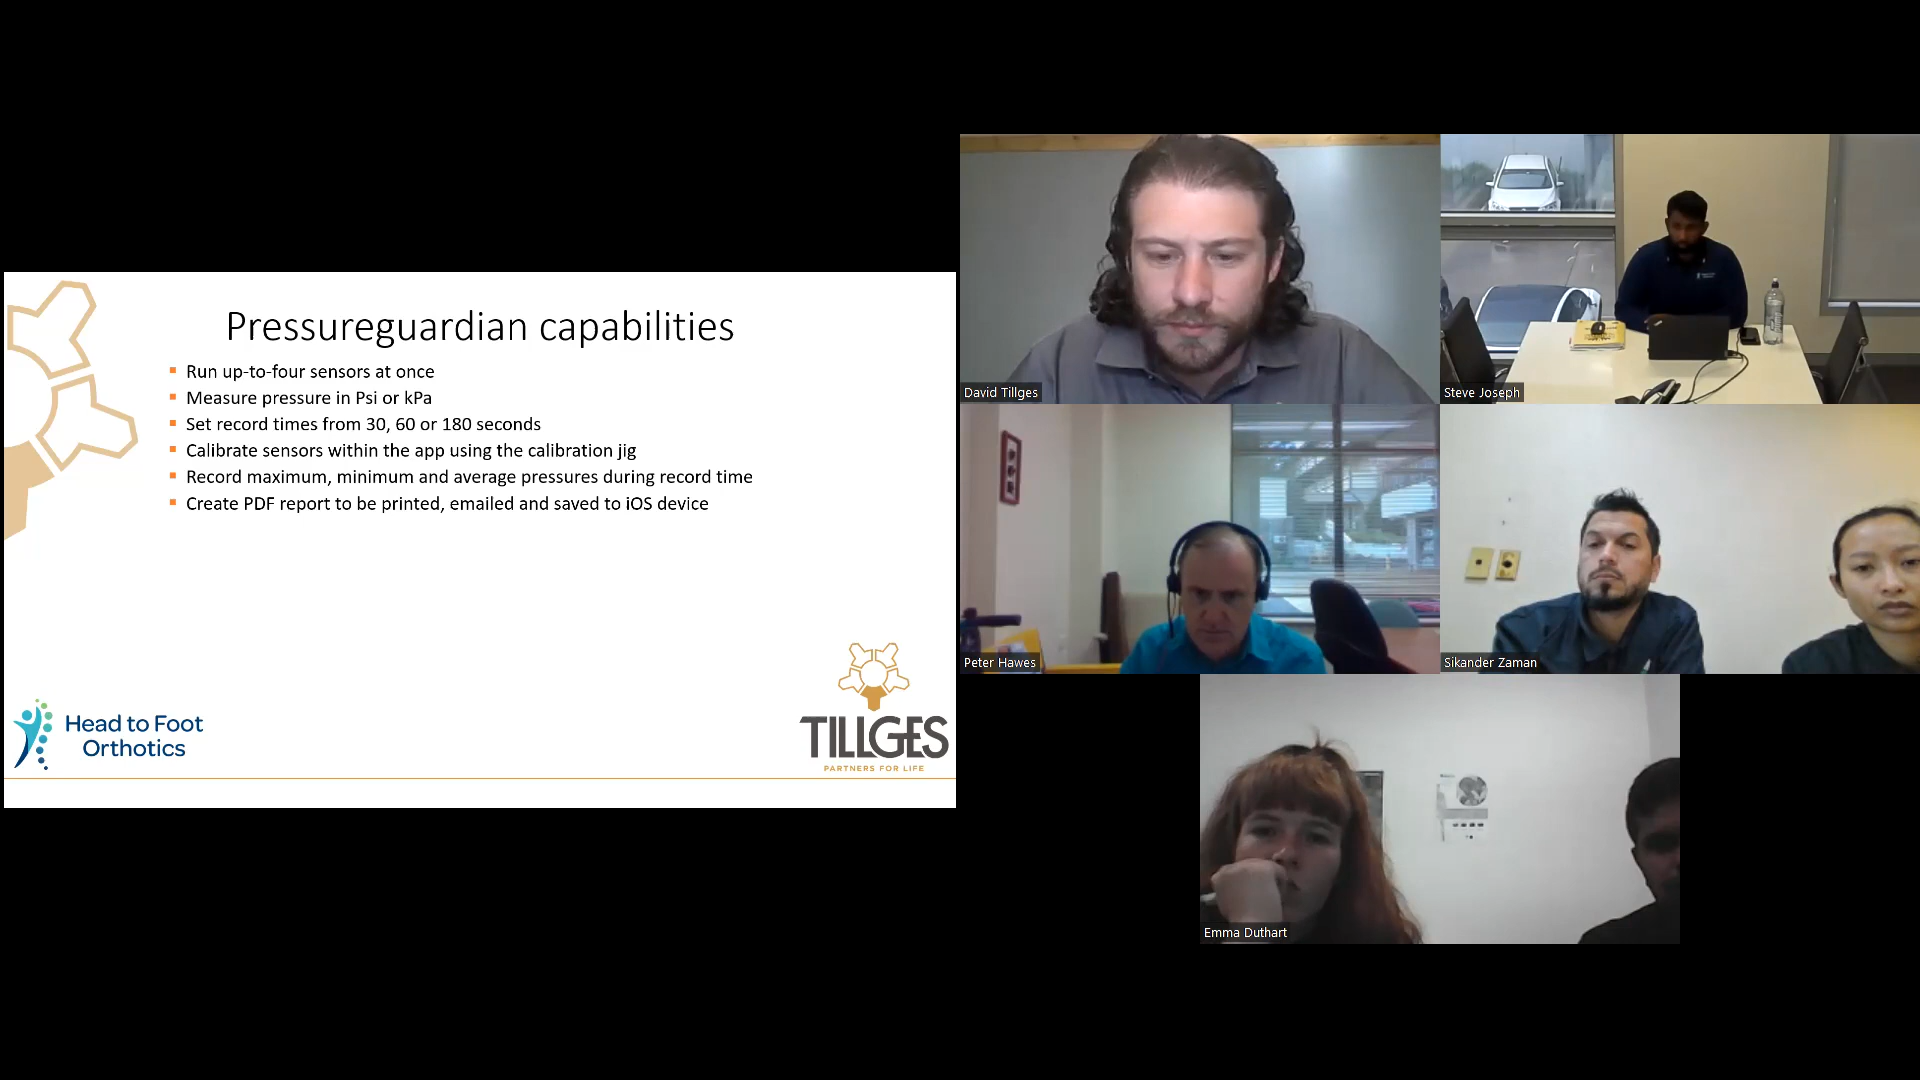 Pressureguardian capabilities
Run up-to-four sensors at once
Measure pressure in Psi or kPa
Set record times from 30, 60 or 180 seconds
Calibrate sensors within the app using the calibration jig
Record maximum, minimum and average pressures during record time
Create PDF report to be printed, emailed and saved to iOS device
Head to Foot
Orthotics
TILLGES
PARTNERS FOR LIFE
David Tillges
Steve Joseph
Peter Hawes
Sikander Zaman
Emma Duthart